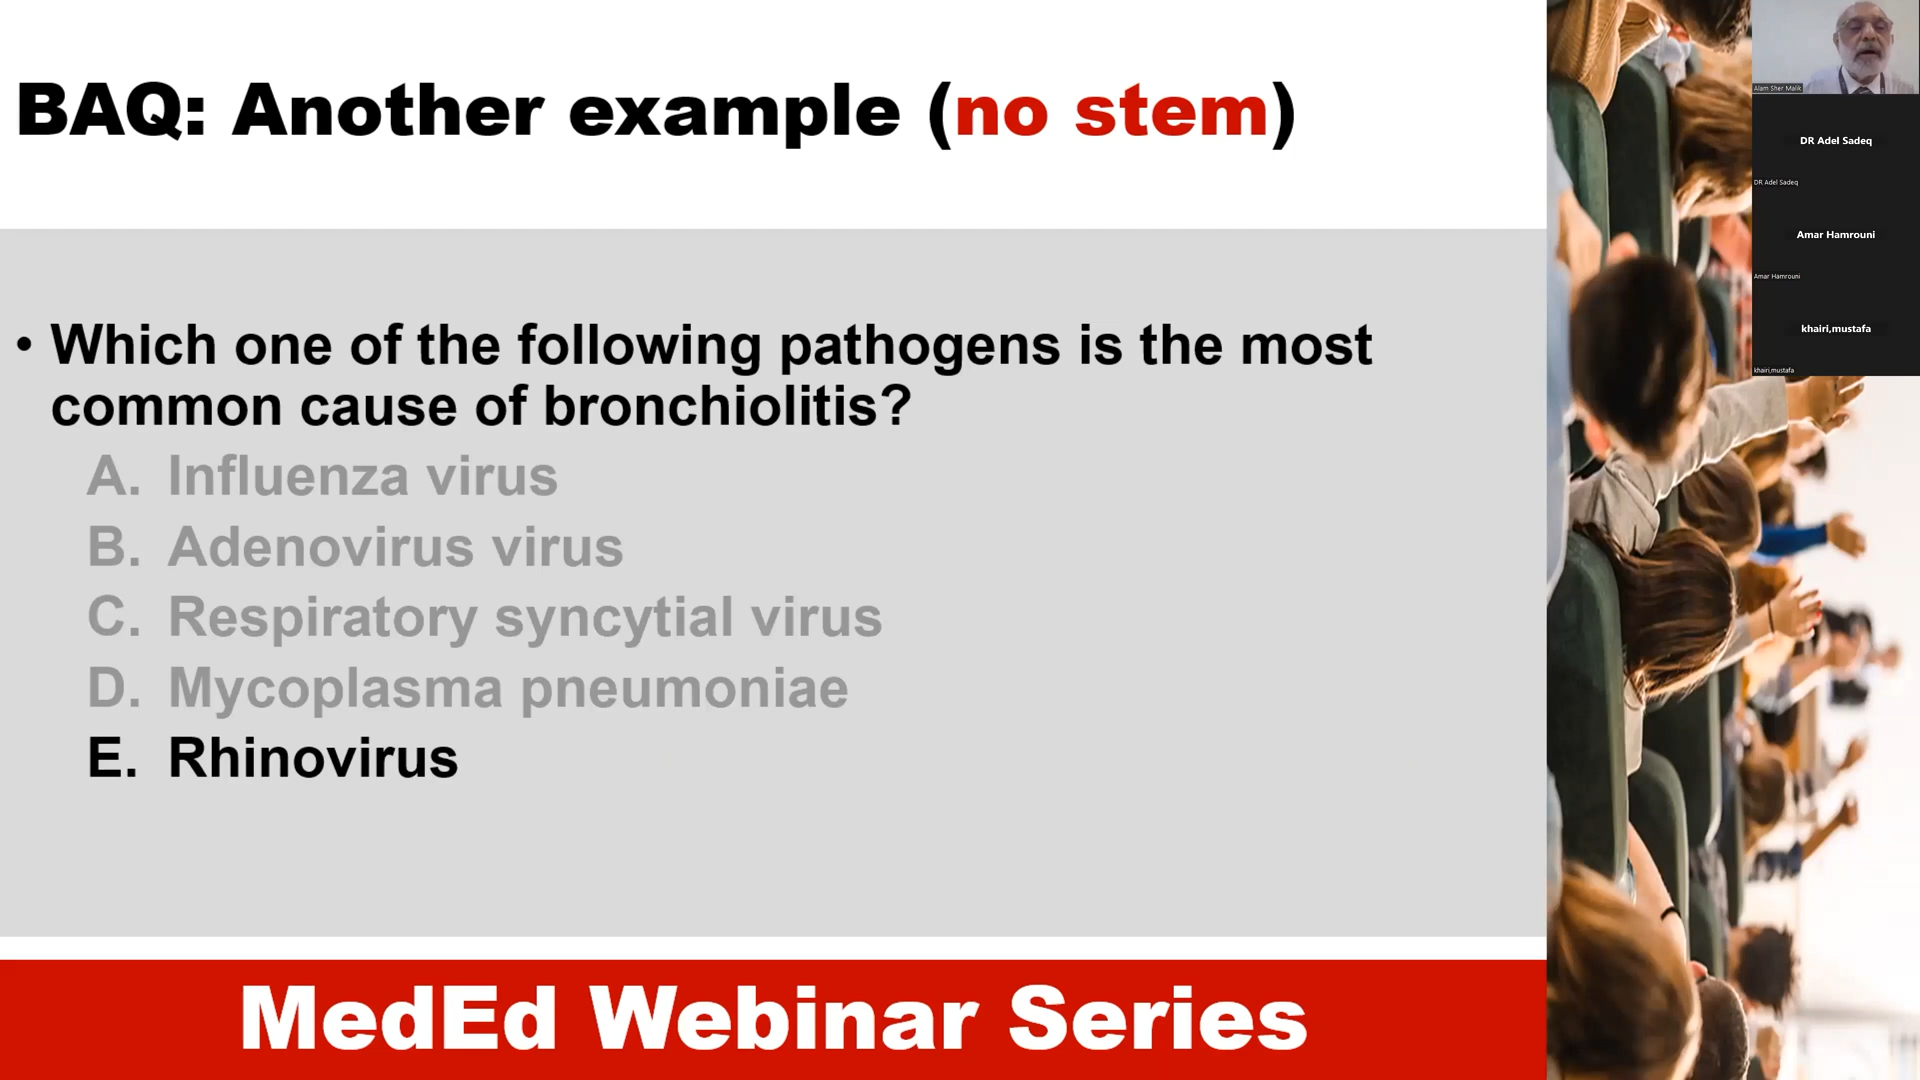 BAQ: Another example (no stem)
• Which one of the following pathogens is the most
common cause of bronchiolitis?
A. Influenza virus
B. Adenovirus virus
C. Respiratory syncytial virus
D. Mycoplasma pneumoniae
E. Rhinovirus
MedEd Webinar Series
Alam Sher Malik
DR Adel Sadeq
DR Adel Sadeq
Amar Hamrouni
Amar Hamrouni
khairi,mustafa
khairi,mustafa